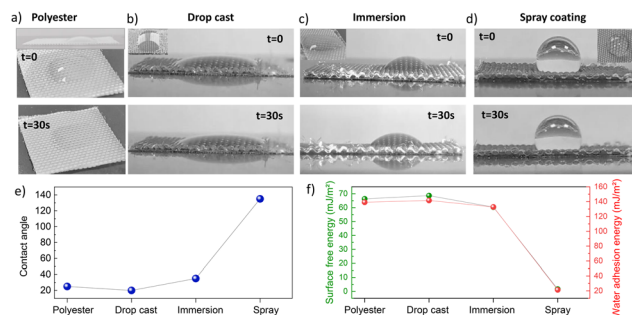 a) Polyester
b) Drop cast
c) Immersion
d) Spray coating
t=0
t=0
t=0
t=0
t=30s
t=30s
t=30s
t=30s
e)
Contact angle
140
120
100
80
60
40
20
Polyester Drop cast Immersion Spray
f)
Surface free energy (mJ/m²)
70
60
50
40
30
20
10
0
Polyester Drop cast Immersion Spray
160
140
120
100
80
60
40
20
Water adhesion energy (mJ/m²)